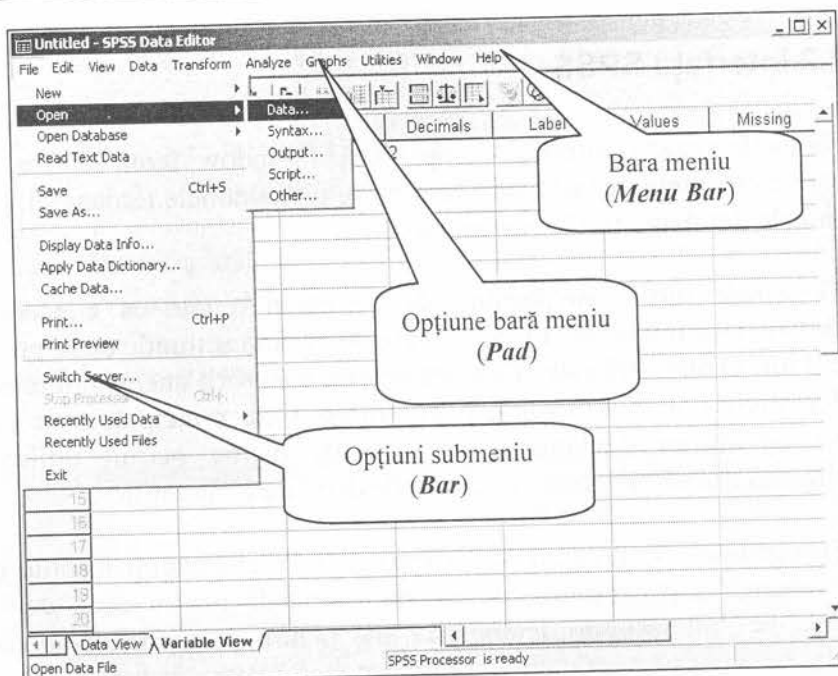 Untitled - SPSS Data Editor
File Edit View Data Transform Analyze Graphs Utilities Window Help
New
Open
Open Database
Read Text Data
Save Ctrl+S
Save As...
Display Data Info...
Apply Data Dictionary...
Cache Data...
Print... Ctrl+P
Print Preview
Switch Server...
Stop Processor
Recently Used Data
Recently Used Files
Exit
Data...
Syntax...
Output...
Script...
Other...
Decimals Label Values Missing
2
Bara meniu
(Menu Bar)
Opțiune bară meniu
(Pad)
Opțiuni submeniu
(Bar)
15
16
17
18
19
20
Data View Variable View
Open Data File SPSS Processor is ready